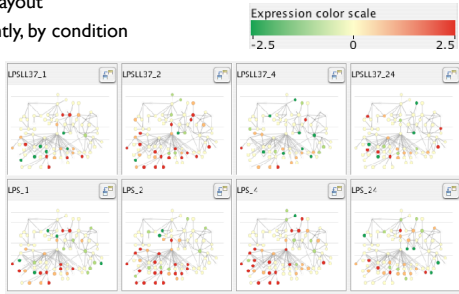 ayout
ntly, by condition
Expression color scale
-2.5 0 2.5
LPSLL37_1 LPSLL37_2 LPSLL37_4 LPSLL37_24
LPS_1 LPS_2 LPS_4 LPS_24